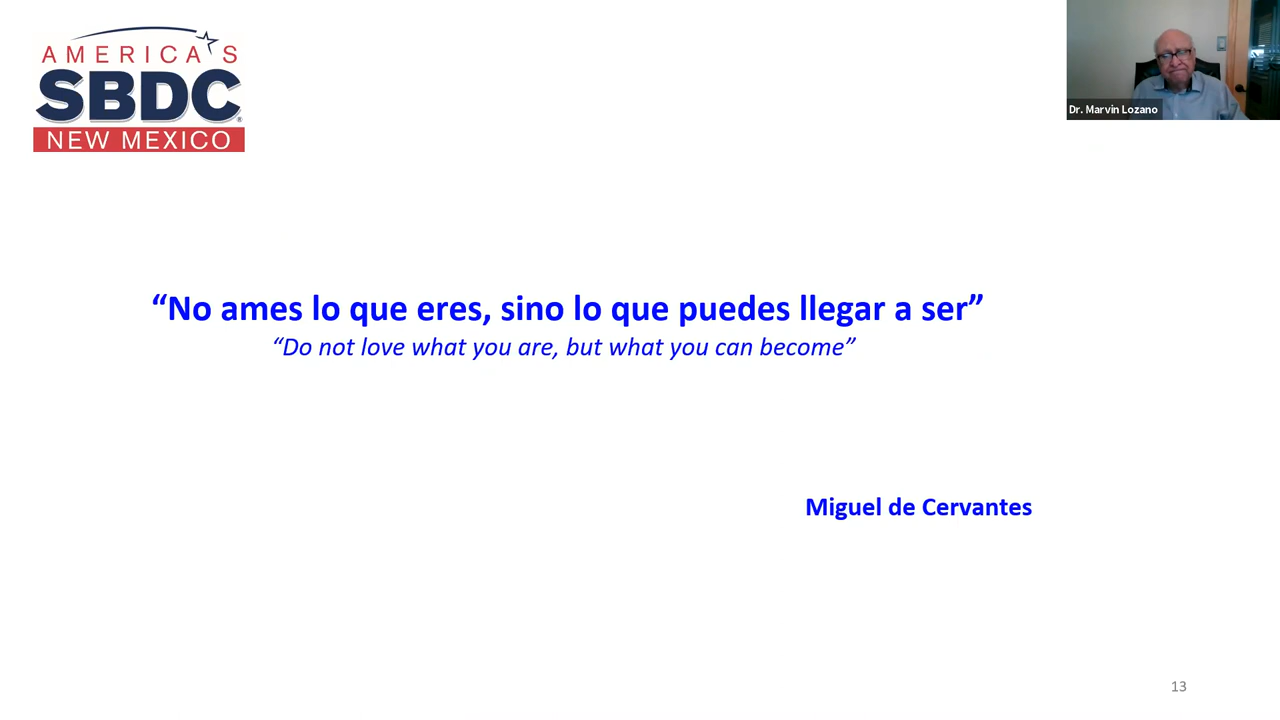 AMERICA'S
SBDC
NEW MEXICO
Dr. Marvin Lozano
“No ames lo que eres, sino lo que puedes llegar a ser”
“Do not love what you are, but what you can become”
Miguel de Cervantes
13